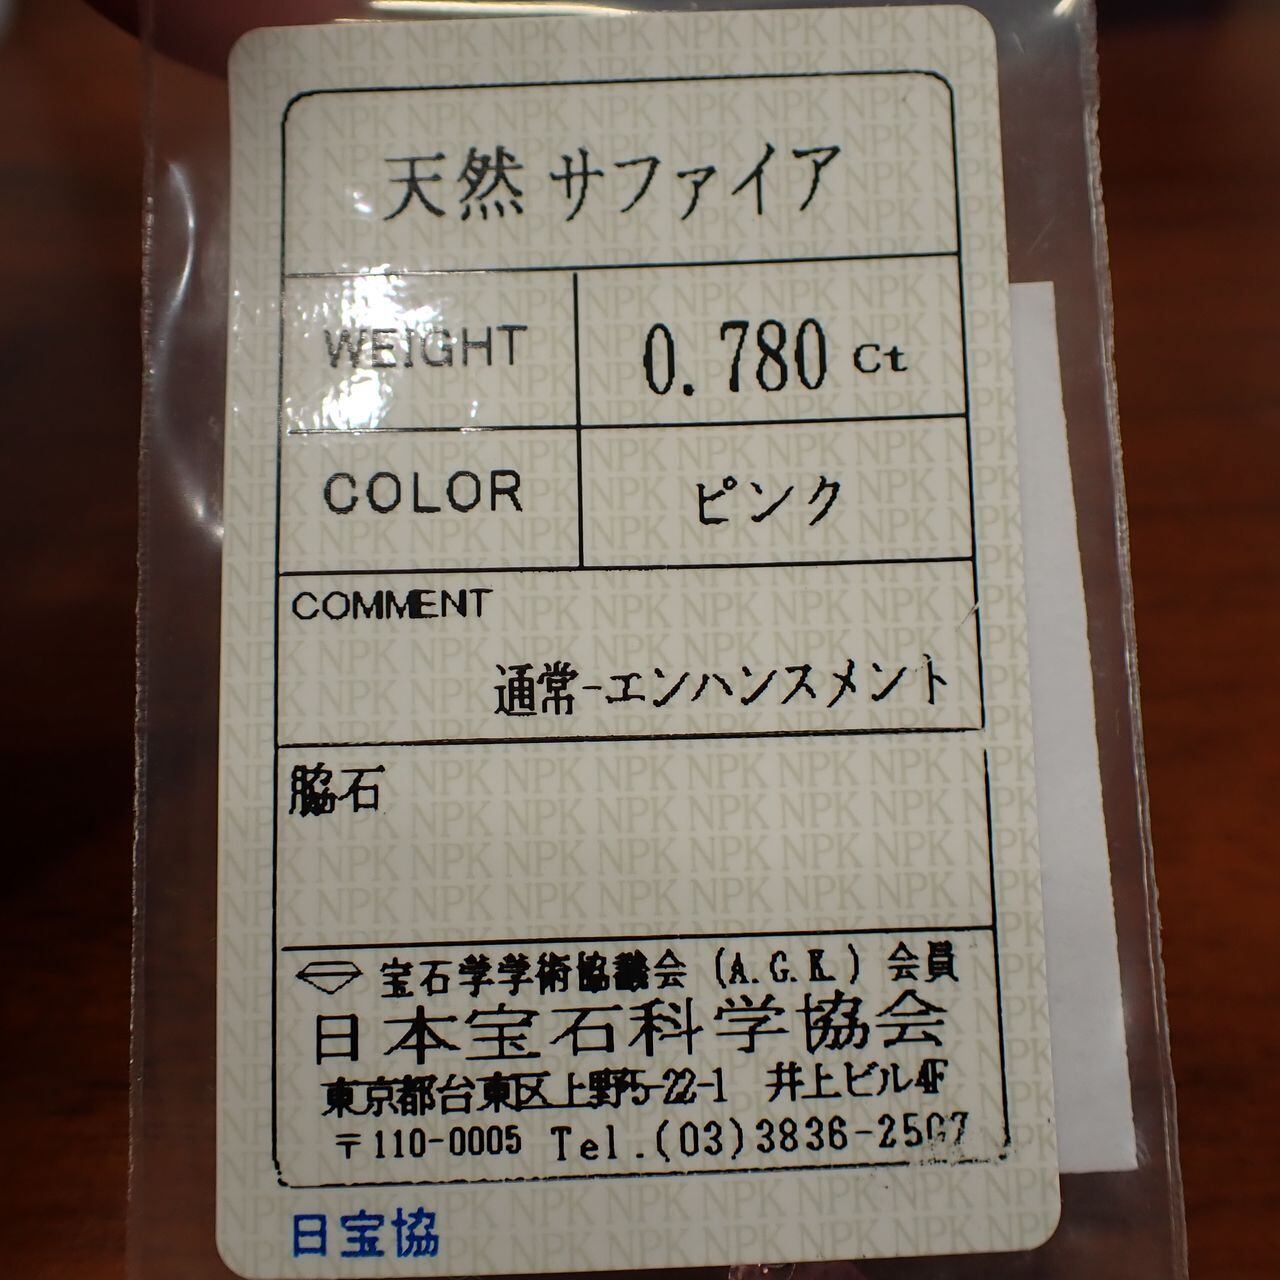 天然 サファイア
WEIGHT 0.780 Ct
COLOR ピンク
COMMENT
通常-エンハンスメント
脇石
宝石学学術協議会 (A.G.K.) 会員
日本宝石科学協会
東京都台東区上野5-22-1 井上ビル4F
〒110-0005 Tel.(03)3836-2507
日宝協